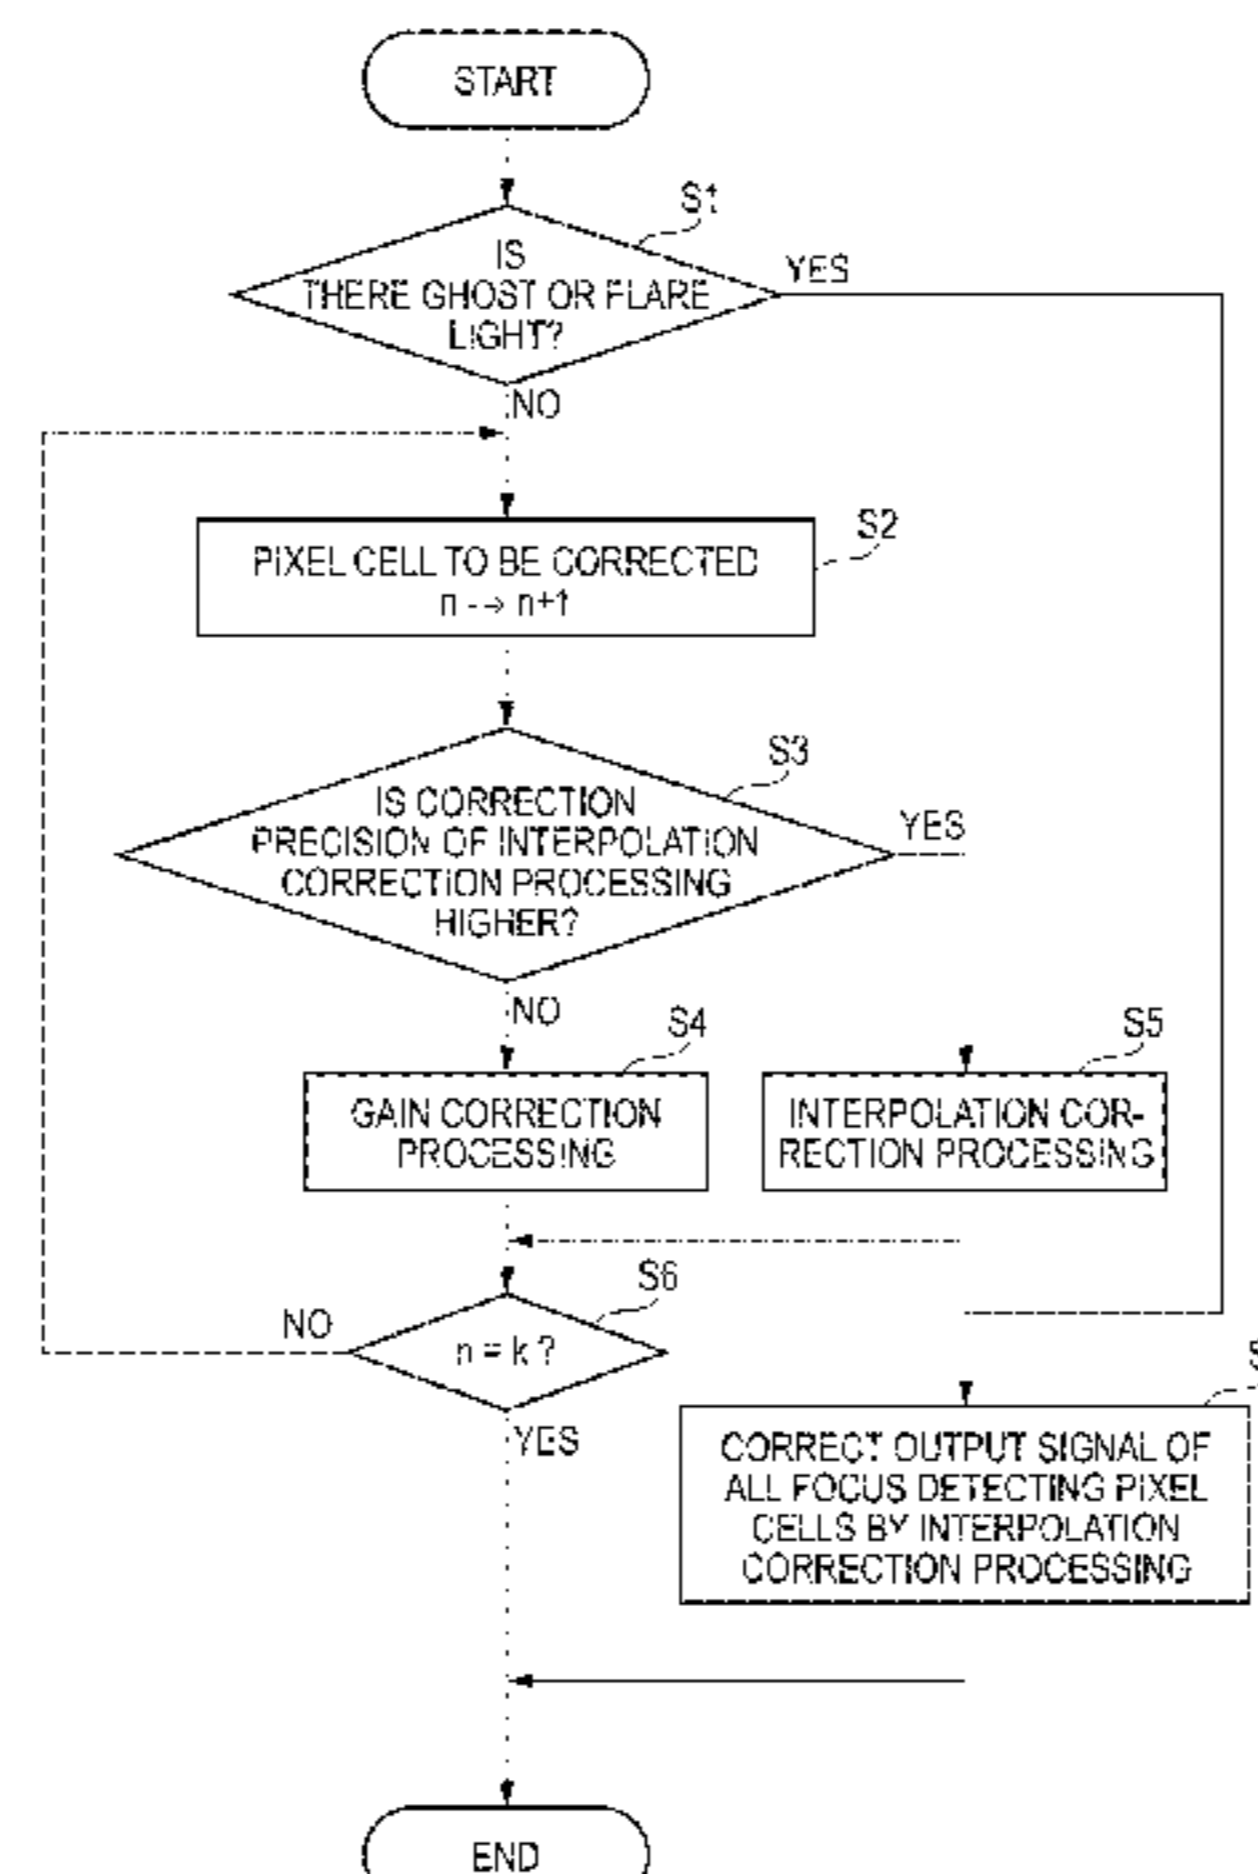 START
S1
IS
THERE GHOST OR FLARE
LIGHT?
YES
NO
S2
PIXEL CELL TO BE CORRECTED
n → n+1
S3
IS CORRECTION
PRECISION OF INTERPOLATION
CORRECTION PROCESSING
HIGHER?
YES
NO
S4
GAIN CORRECTION
PROCESSING
S5
INTERPOLATION COR-
RECTION PROCESSING
S6
n = k ?
NO
YES
CORRECT OUTPUT SIGNAL OF
ALL FOCUS DETECTING PIXEL
CELLS BY INTERPOLATION
CORRECTION PROCESSING
END